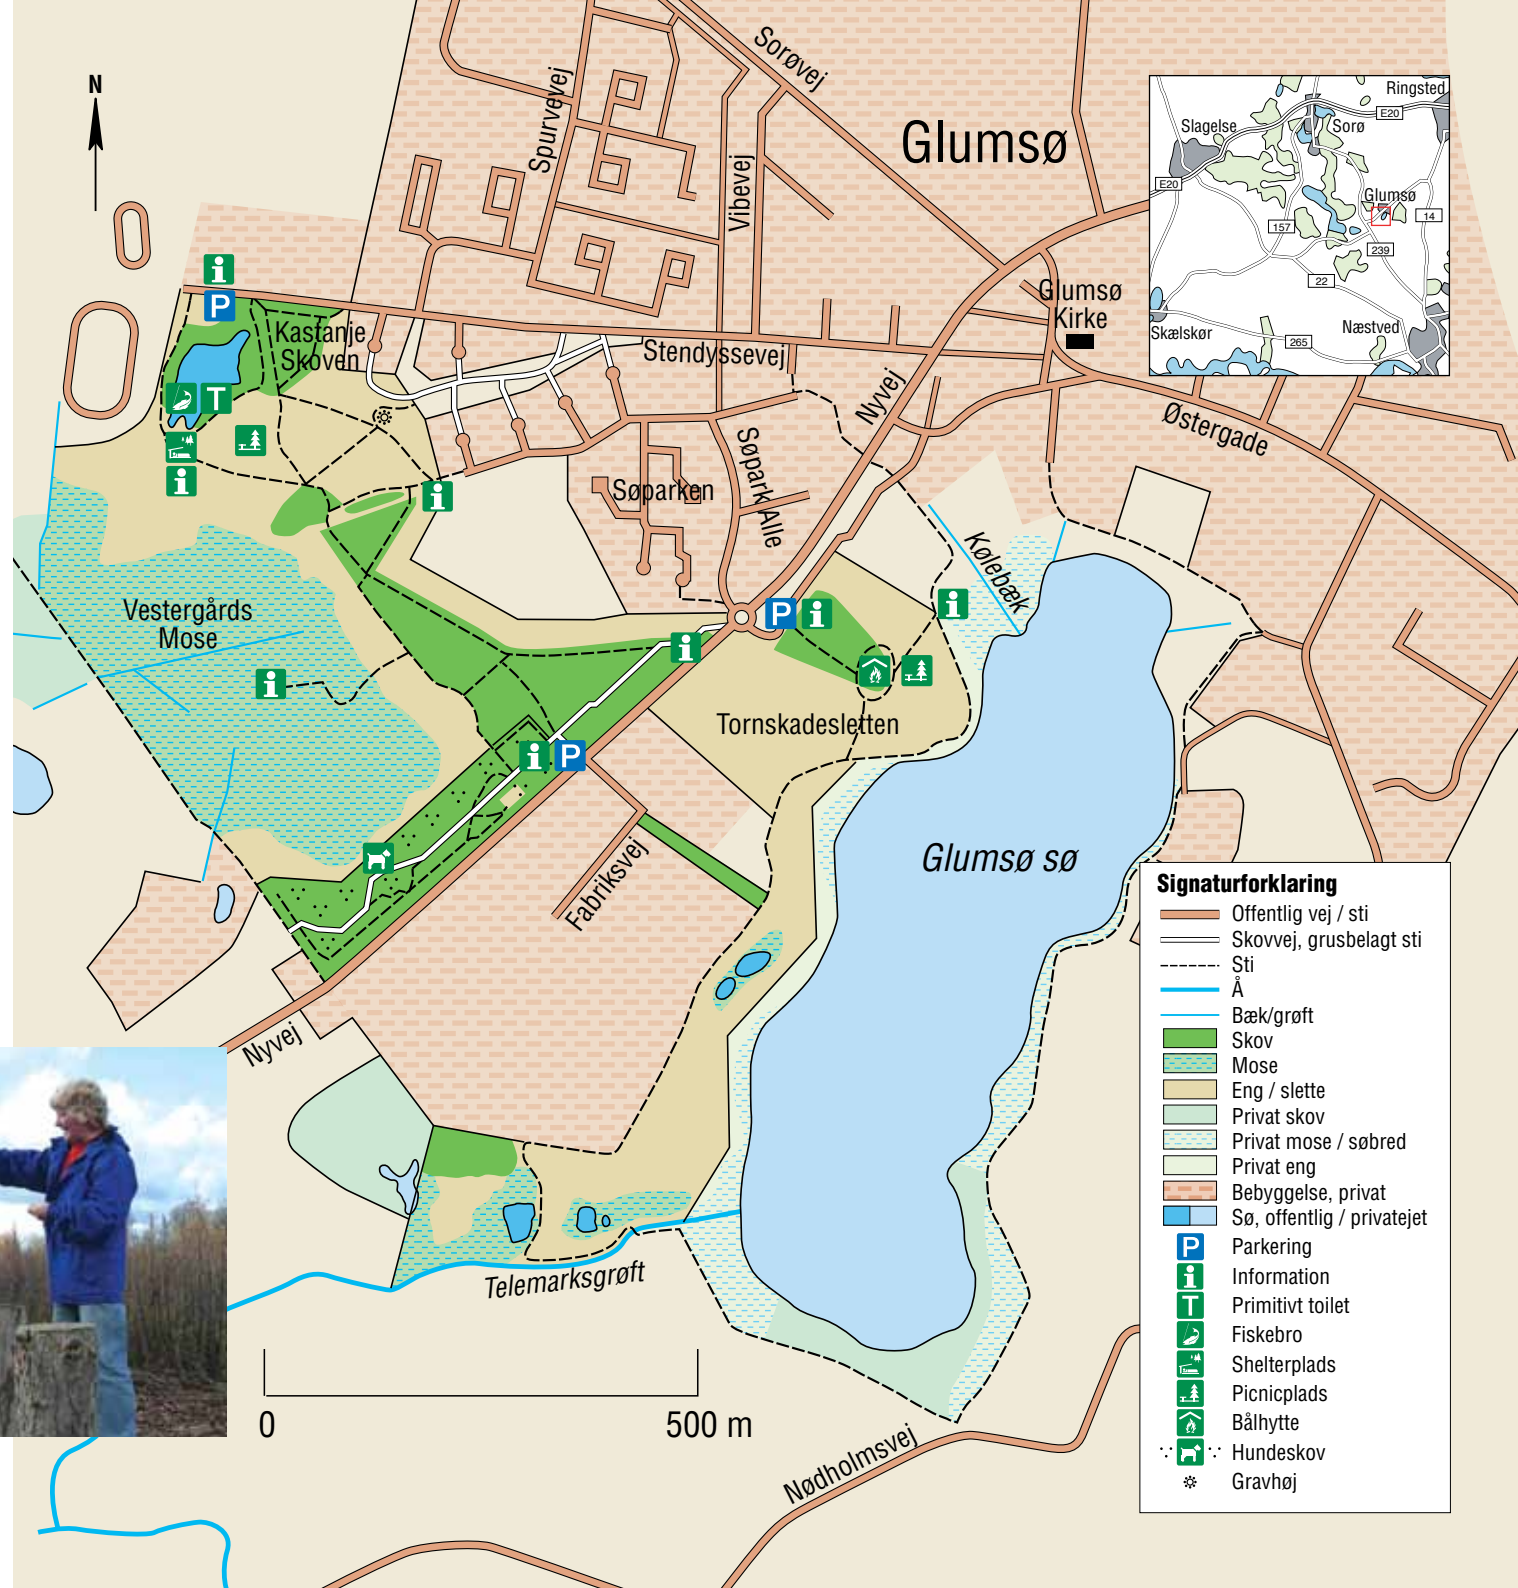 N
Sorøvej
Spurvevej
Vibevej
Glumsø
Ringsted
E20
Slagelse
Sorø
E20
Glumsø
157
14
239
22
Skælskør
265
Næstved
i
P
Kastanje
Skoven
Glumsø
Kirke
Stendyssevej
T
Nyvej
Østergade
i
Søpark Alle
Søparken
i
Kølebæk
Vestergårds
Mose
P
i
i
i
i
Tornskadesletten
i
P
Glumsø sø
Fabriksvej
Nyvej
Telemarksgrøft
0
500 m
Nødholmsvej
Signaturforklaring
Offentlig vej / sti
Skovvej, grusbelagt sti
Sti
Å
Bæk/grøft
Skov
Mose
Eng / slette
Privat skov
Privat mose / søbred
Privat eng
Bebyggelse, privat
Sø, offentlig / privatejet
P Parkering
i Information
T Primitivt toilet
Fiskebro
Shelterplads
Picnicplads
Bålhytte
Hundeskov
Gravhøj